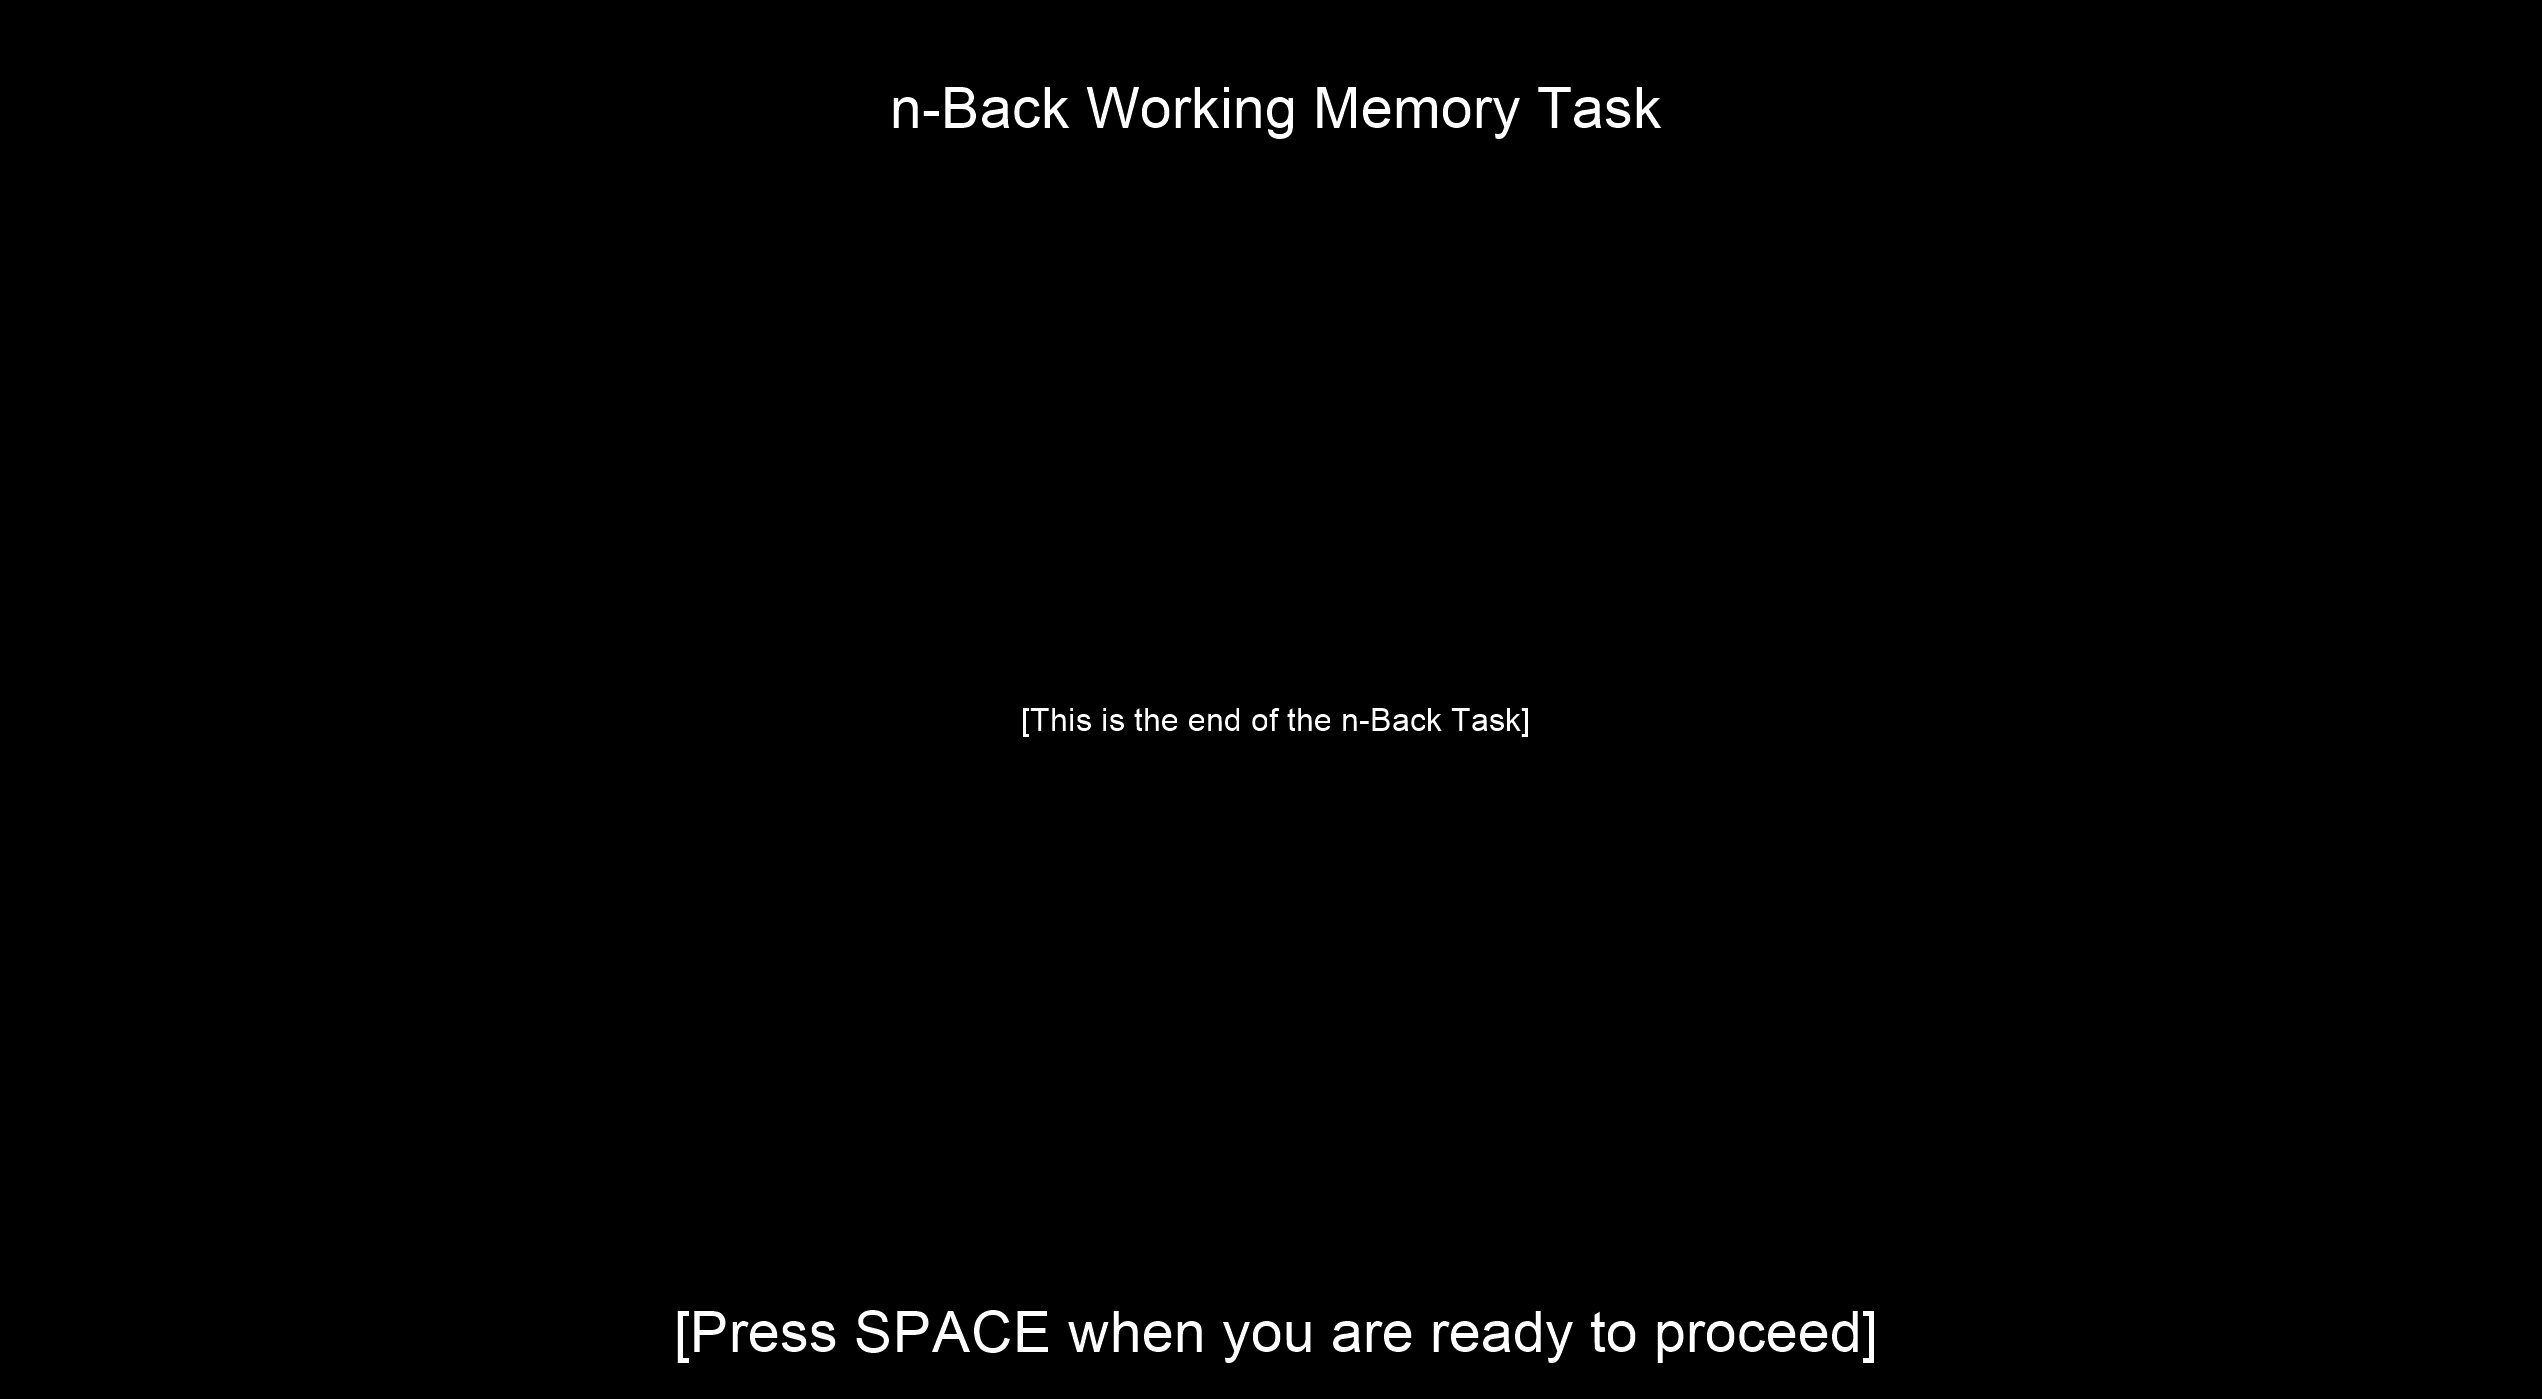 n-Back Working Memory Task
[This is the end of the n-Back Task]
[Press SPACE when you are ready to proceed]